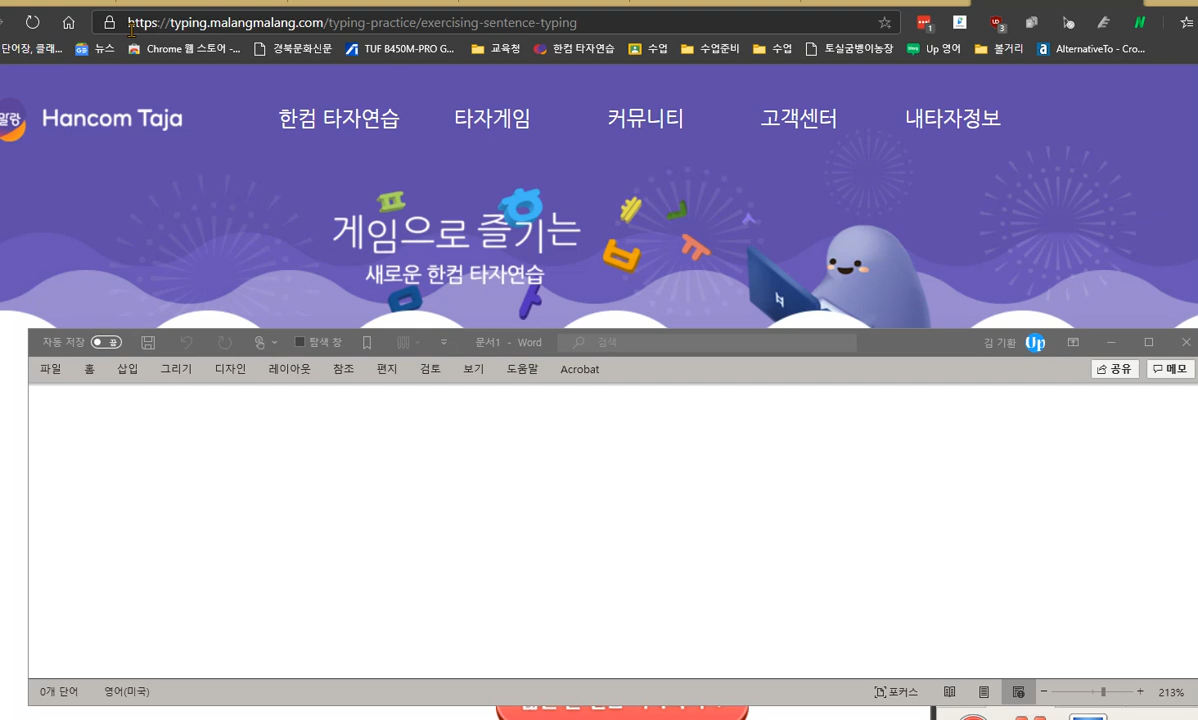 https://typing.malangmalang.com/typing-practice/exercising-sentence-typing
단어장, 클래... 뉴스 Chrome 웹 스토어 -... 경북문화신문 TUF B450M-PRO G... 교육청 한컴 타자연습 수업 수업준비 수업 토실굼벵이농장 Up 영어 볼거리 AlternativeTo - Cro...
말랑 Hancom Taja 한컴 타자연습 타자게임 커뮤니티 고객센터 내타자정보
게임으로 즐기는
새로운 한컴 타자연습
자동 저장 끔 탐색 창 문서1 - Word 검색 김 기환 Up
파일 홈 삽입 그리기 디자인 레이아웃 참조 편지 검토 보기 도움말 Acrobat 공유 메모
0개 단어 영어(미국) 포커스 213%